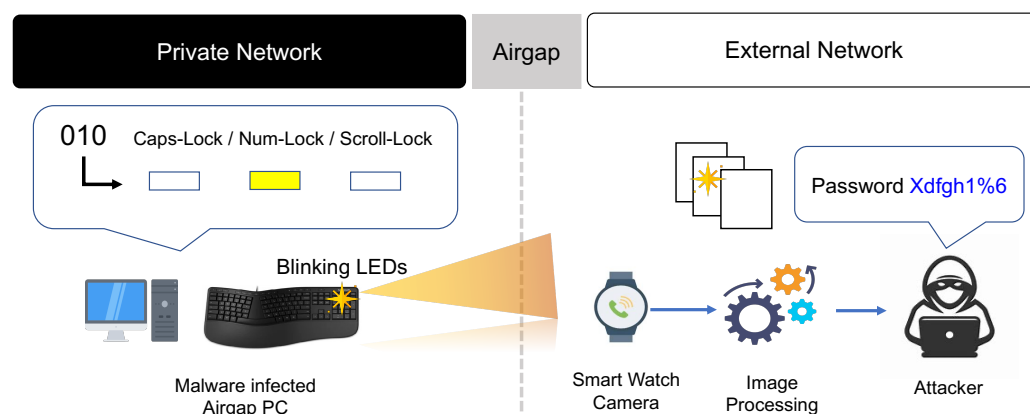 Private Network
Airgap
External Network
010
Caps-Lock / Num-Lock / Scroll-Lock
Password Xdfgh1%6
Blinking LEDs
Malware infected
Airgap PC
Smart Watch
Camera
Image
Processing
Attacker